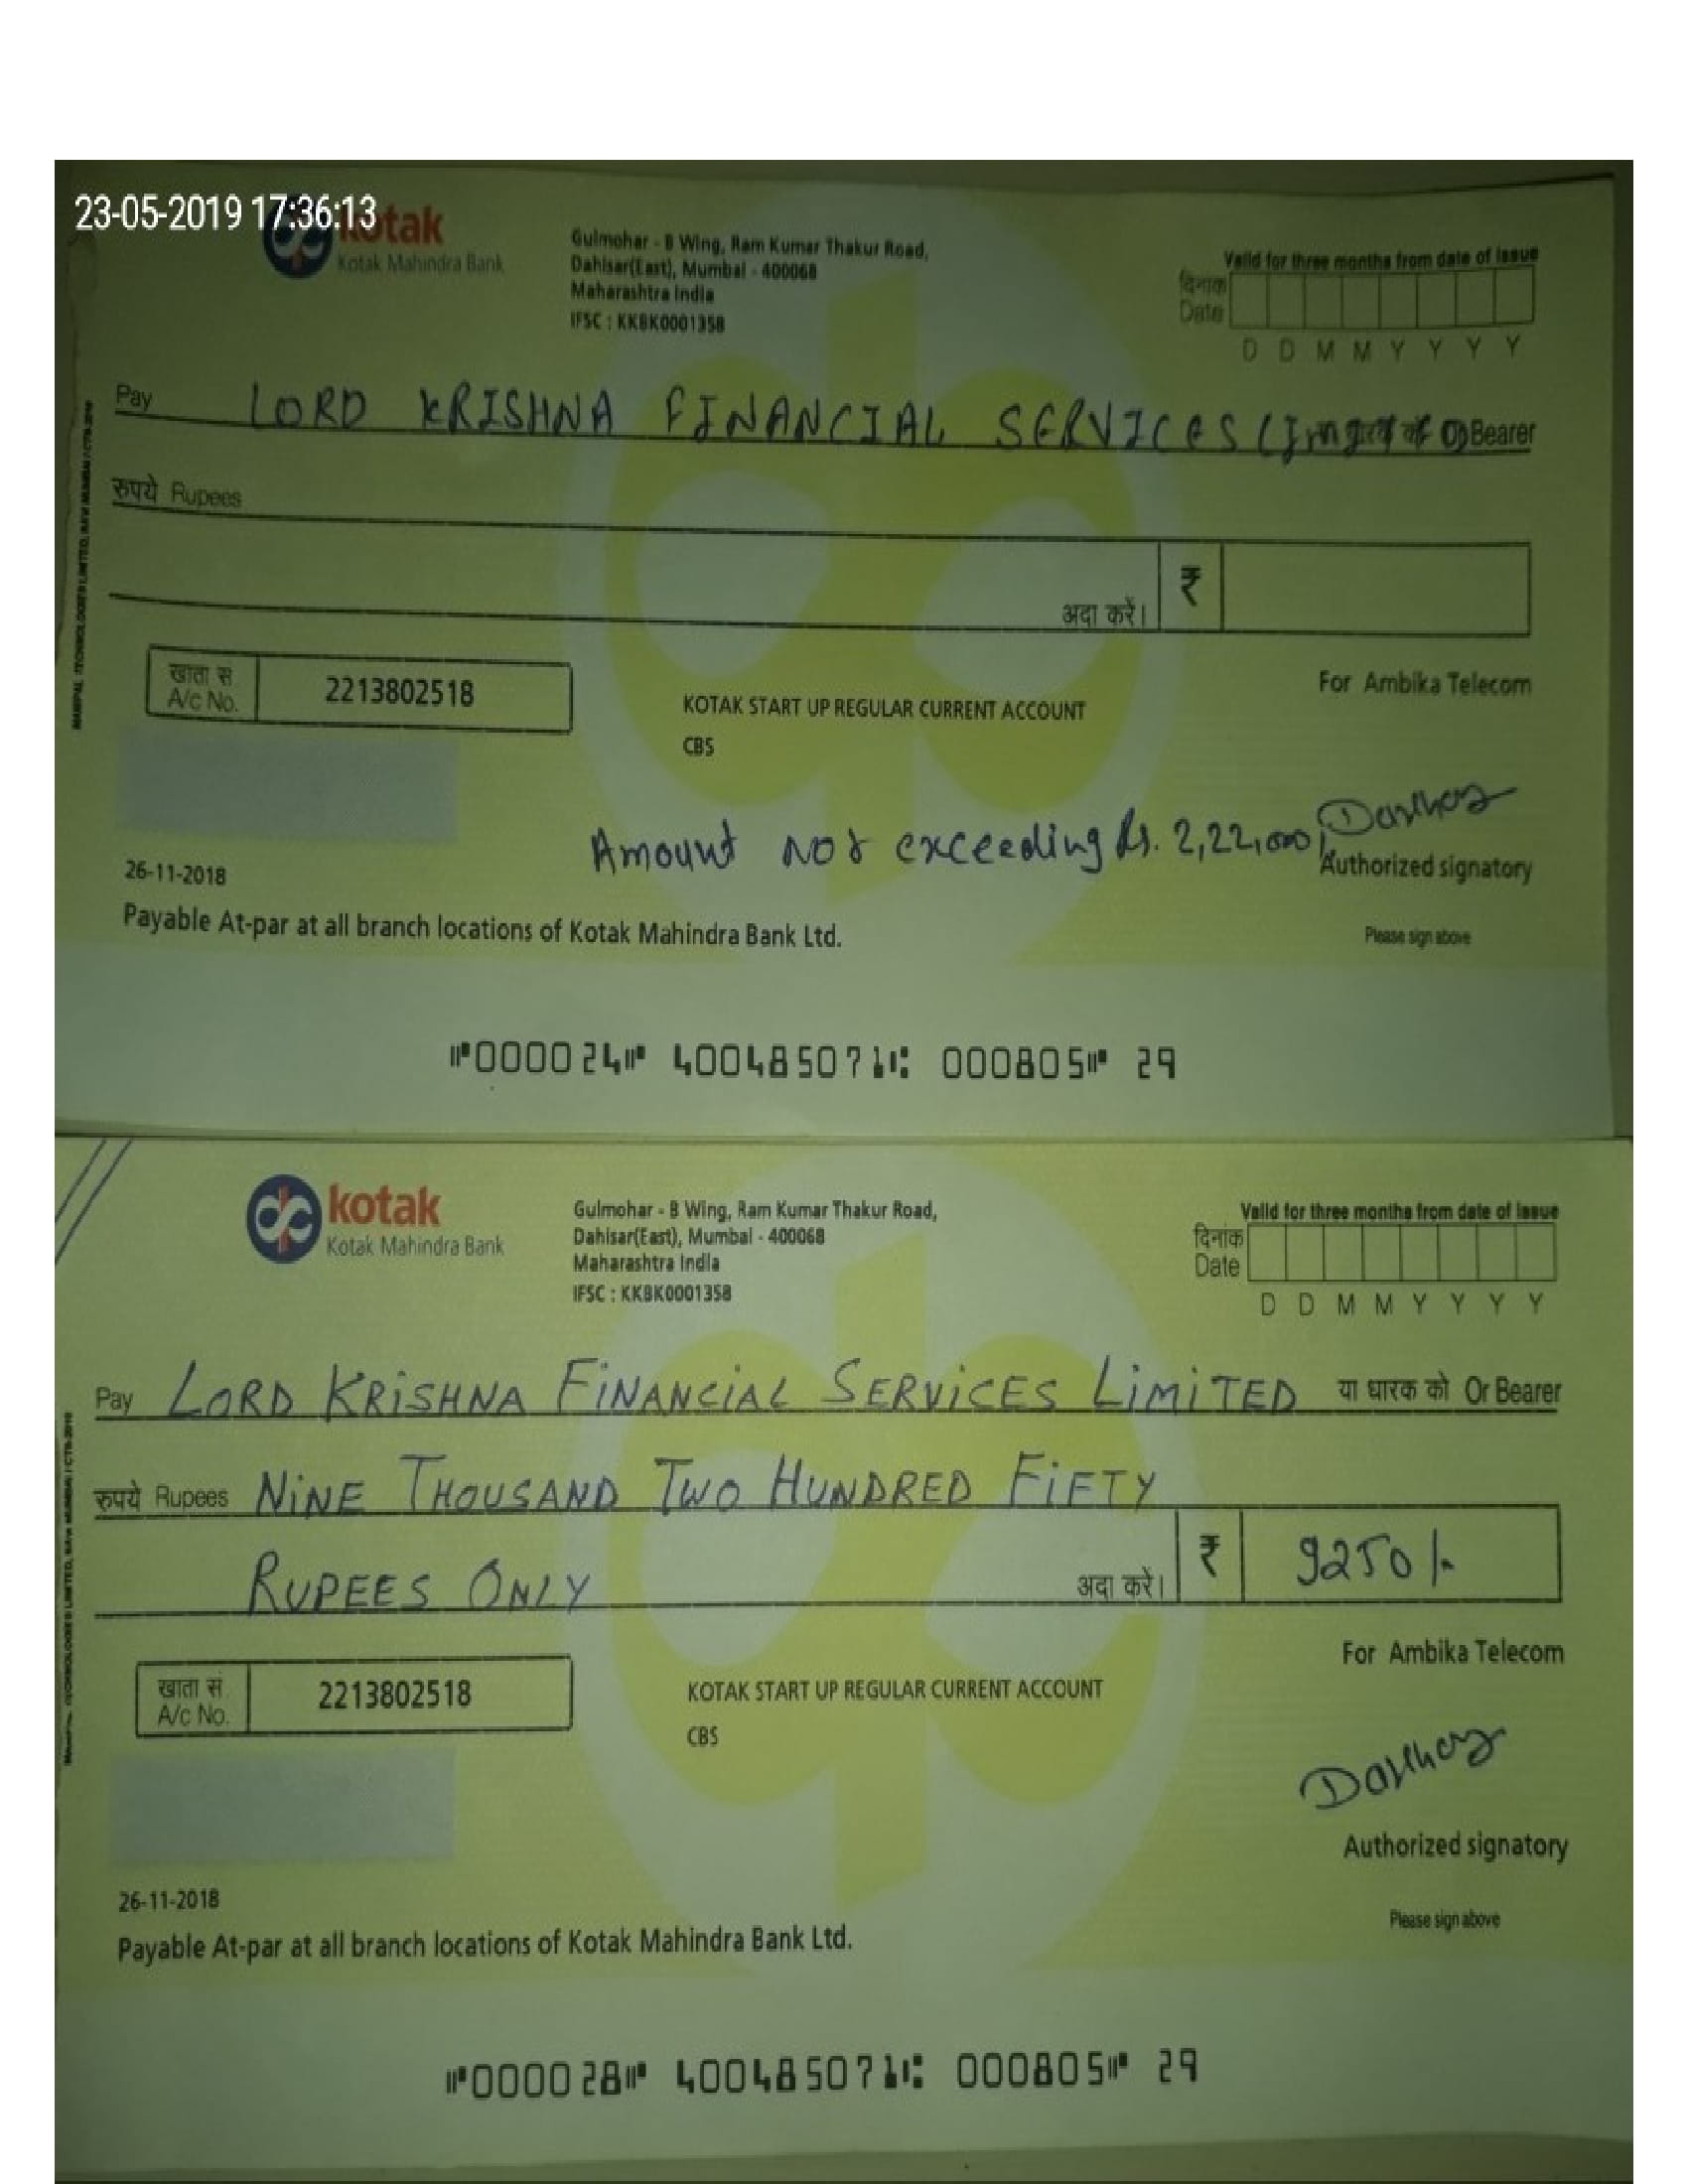 23-05-2019 17:36:13
kotak
Kotak Mahindra Bank
Gulmohar - B Wing, Ram Kumar Thakur Road,
Dahisar(East), Mumbai - 400068
Maharashtra India
IFSC : KKBK0001358
Valid for three months from date of issue
दिनांक
Date
D D M M Y Y Y Y
Pay LORD KRISHNA FINANCIAL SERVICES Bearer
रुपये Rupees
अदा करें। ₹
खाता सं
A/c No. 2213802518
KOTAK START UP REGULAR CURRENT ACCOUNT
CBS
For Ambika Telecom
Amount not exceeding Rs. 2,22,000/-
Authorized signatory
26-11-2018
Payable At-par at all branch locations of Kotak Mahindra Bank Ltd.
Please sign above
⑈000024⑈ 400485071⑆ 000805⑈ 29
kotak
Kotak Mahindra Bank
Gulmohar - B Wing, Ram Kumar Thakur Road,
Dahisar(East), Mumbai - 400068
Maharashtra India
IFSC : KKBK0001358
Valid for three months from date of issue
दिनांक
Date
D D M M Y Y Y Y
Pay LORD KRISHNA FINANCIAL SERVICES LIMITED या धारक को Or Bearer
रुपये Rupees NINE THOUSAND TWO HUNDRED FIFTY
RUPEES ONLY अदा करें। ₹ 9250/-
खाता सं.
A/c No. 2213802518
KOTAK START UP REGULAR CURRENT ACCOUNT
CBS
For Ambika Telecom
Authorized signatory
26-11-2018
Payable At-par at all branch locations of Kotak Mahindra Bank Ltd.
Please sign above
⑈000028⑈ 400485071⑆ 000805⑈ 29